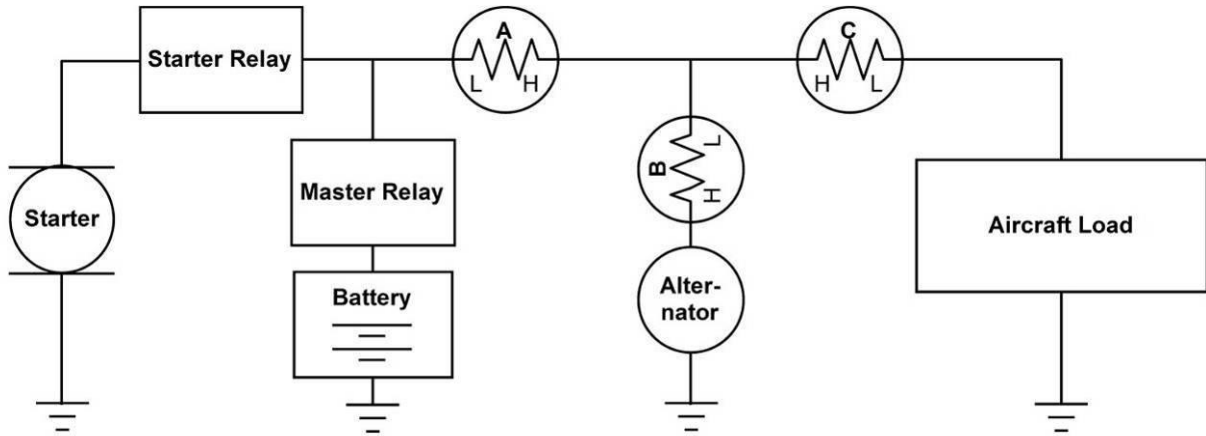 A
C
Starter Relay
L H
H L
Master Relay
B
L
H
Starter
Aircraft Load
Battery
Alter-
nator